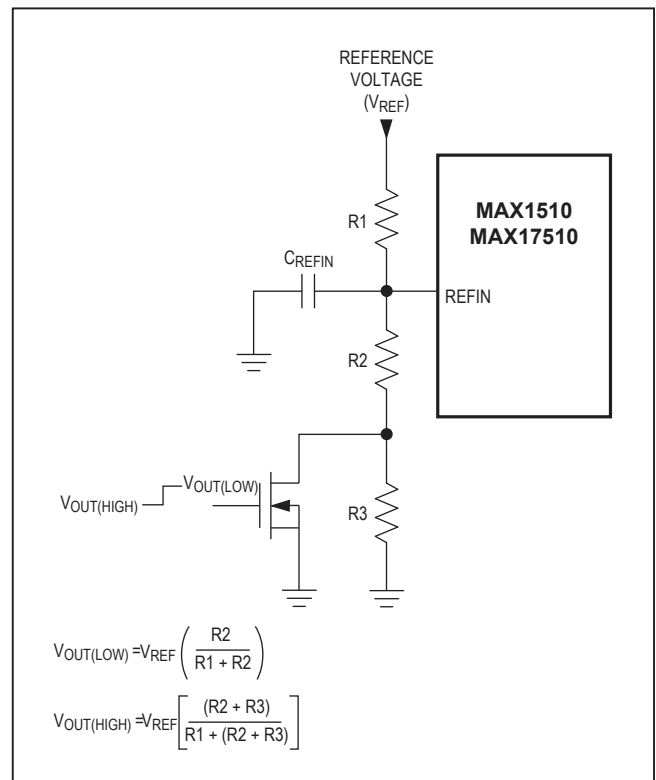 REFERENCE
VOLTAGE
(VREF)
R1
MAX1510
MAX17510
CREFIN
REFIN
R2
VOUT(HIGH)
VOUT(LOW)
R3
VOUT(LOW) =VREF ( R2 / R1 + R2 )
VOUT(HIGH) =VREF [ (R2 + R3) / R1 + (R2 + R3) ]